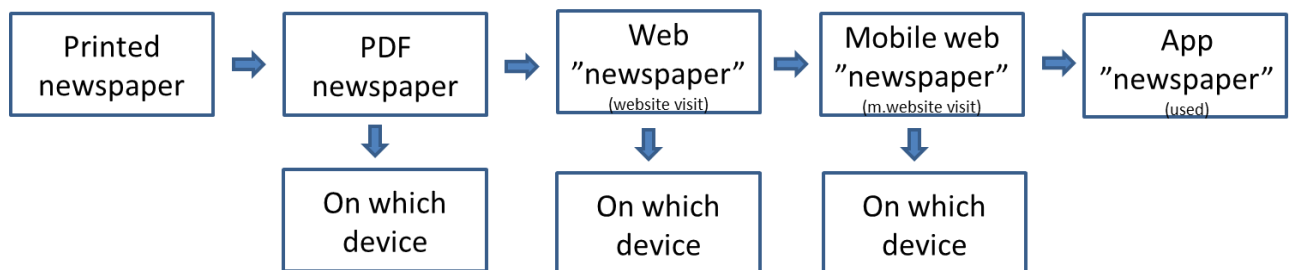 Printed
newspaper
PDF
newspaper
Web
”newspaper”
(website visit)
Mobile web
”newspaper”
(m.website visit)
App
”newspaper”
(used)
On which
device
On which
device
On which
device